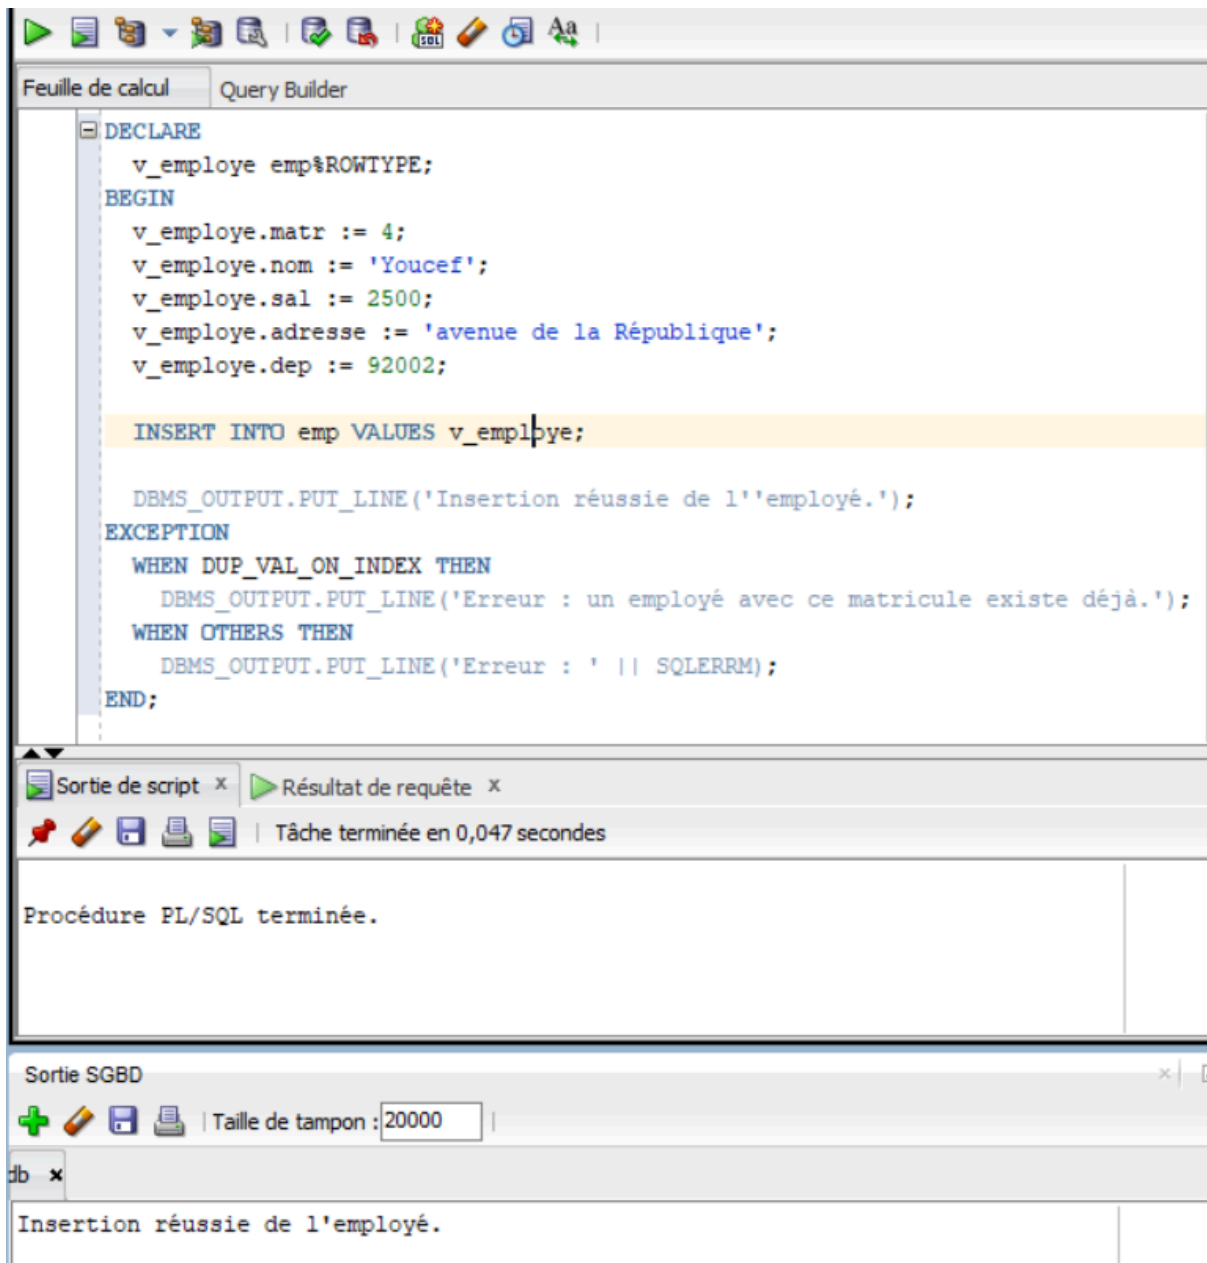 SQL
Aa
Feuille de calcul Query Builder
DECLARE
v_employe emp%ROWTYPE;
BEGIN
v_employe.matr := 4;
v_employe.nom := 'Youcef';
v_employe.sal := 2500;
v_employe.adresse := 'avenue de la République';
v_employe.dep := 92002;
INSERT INTO emp VALUES v_employe;
DBMS_OUTPUT.PUT_LINE('Insertion réussie de l''employé.');
EXCEPTION
WHEN DUP_VAL_ON_INDEX THEN
DBMS_OUTPUT.PUT_LINE('Erreur : un employé avec ce matricule existe déjà.');
WHEN OTHERS THEN
DBMS_OUTPUT.PUT_LINE('Erreur : ' || SQLERRM);
END;
Sortie de script x Résultat de requête x
Tâche terminée en 0,047 secondes
Procédure PL/SQL terminée.
Sortie SGBD
Taille de tampon : 20000
db x
Insertion réussie de l'employé.